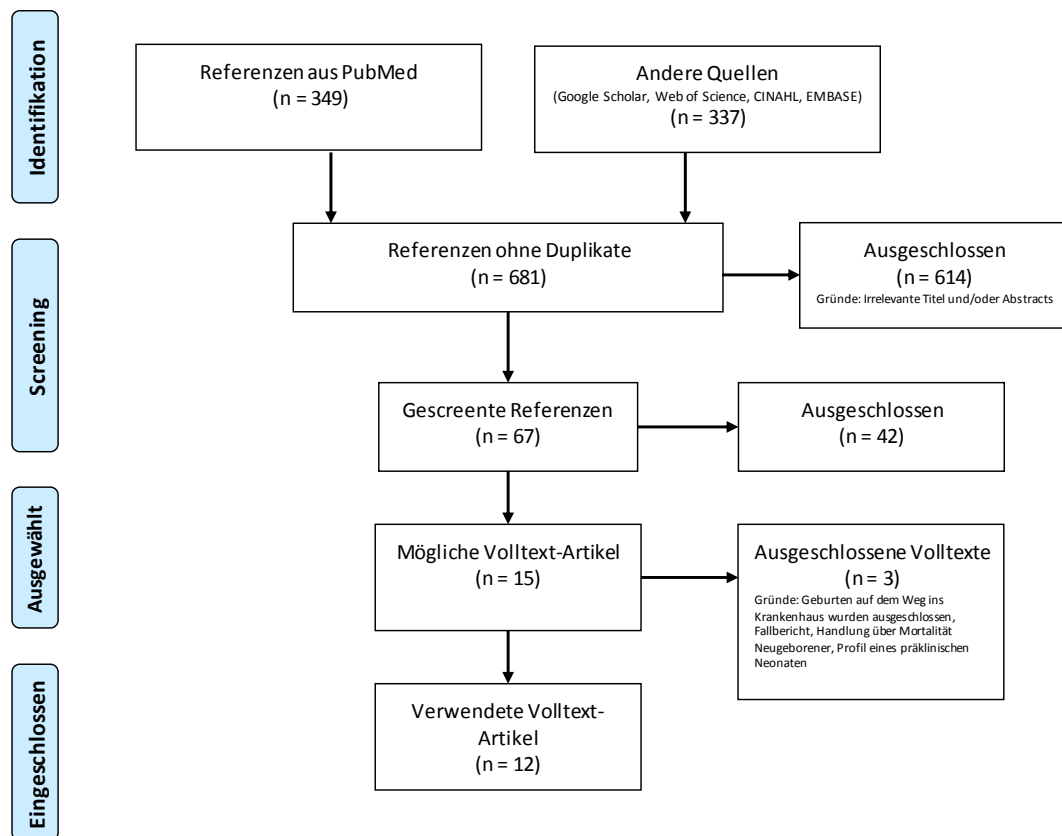 Identifikation
Referenzen aus PubMed
(n = 349)
Andere Quellen
(Google Scholar, Web of Science, CINAHL, EMBASE)
(n = 337)
Screening
Referenzen ohne Duplikate
(n = 681)
Ausgeschlossen
(n = 614)
Gründe: Irrelevante Titel und/oder Abstracts
Gescreente Referenzen
(n = 67)
Ausgeschlossen
(n = 42)
Ausgewählt
Mögliche Volltext-Artikel
(n = 15)
Ausgeschlossene Volltexte
(n = 3)
Gründe: Geburten auf dem Weg ins
Krankenhaus wurden ausgeschlossen,
Fallbericht, Handlung über Mortalität
Neugeborener, Profil eines präklinischen
Neonaten
Eingeschlossen
Verwendete Volltext-
Artikel
(n = 12)